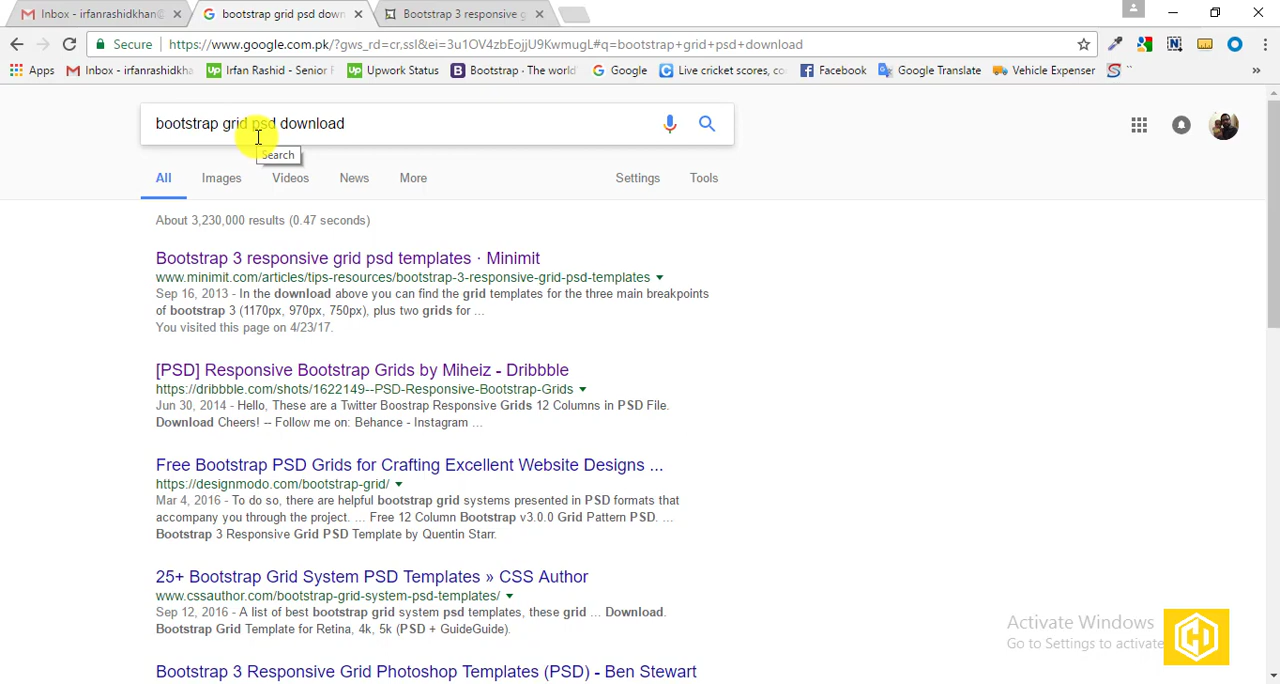 Inbox - irfanrashidkhan@
bootstrap grid psd down
Bootstrap 3 responsive g
Secure
https://www.google.com.pk/?gws_rd=cr,ssl&ei=3u1OV4zbEojjU9KwmugL#q=bootstrap+grid+psd+download
Apps
Inbox - irfanrashidkha
Irfan Rashid - Senior F
Upwork Status
Bootstrap - The world'
Google
Live cricket scores, co
Facebook
Google Translate
Vehicle Expenser
bootstrap grid psd download
Search
All Images Videos News More Settings Tools
About 3,230,000 results (0.47 seconds)
Bootstrap 3 responsive grid psd templates · Minimit
www.minimit.com/articles/tips-resources/bootstrap-3-responsive-grid-psd-templates
Sep 16, 2013 - In the download above you can find the grid templates for the three main breakpoints
of bootstrap 3 (1170px, 970px, 750px), plus two grids for ...
You visited this page on 4/23/17.
[PSD] Responsive Bootstrap Grids by Miheiz - Dribbble
https://dribbble.com/shots/1622149--PSD-Responsive-Bootstrap-Grids
Jun 30, 2014 - Hello, These are a Twitter Boostrap Responsive Grids 12 Columns in PSD File.
Download Cheers! -- Follow me on: Behance - Instagram ...
Free Bootstrap PSD Grids for Crafting Excellent Website Designs ...
https://designmodo.com/bootstrap-grid/
Mar 4, 2016 - To do so, there are helpful bootstrap grid systems presented in PSD formats that
accompany you through the project. ... Free 12 Column Bootstrap v3.0.0 Grid Pattern PSD. ...
Bootstrap 3 Responsive Grid PSD Template by Quentin Starr.
25+ Bootstrap Grid System PSD Templates » CSS Author
www.cssauthor.com/bootstrap-grid-system-psd-templates/
Sep 12, 2016 - A list of best bootstrap grid system psd templates, these grid ... Download.
Bootstrap Grid Template for Retina, 4k, 5k (PSD + GuideGuide).
Bootstrap 3 Responsive Grid Photoshop Templates (PSD) - Ben Stewart
Activate Windows
Go to Settings to activate